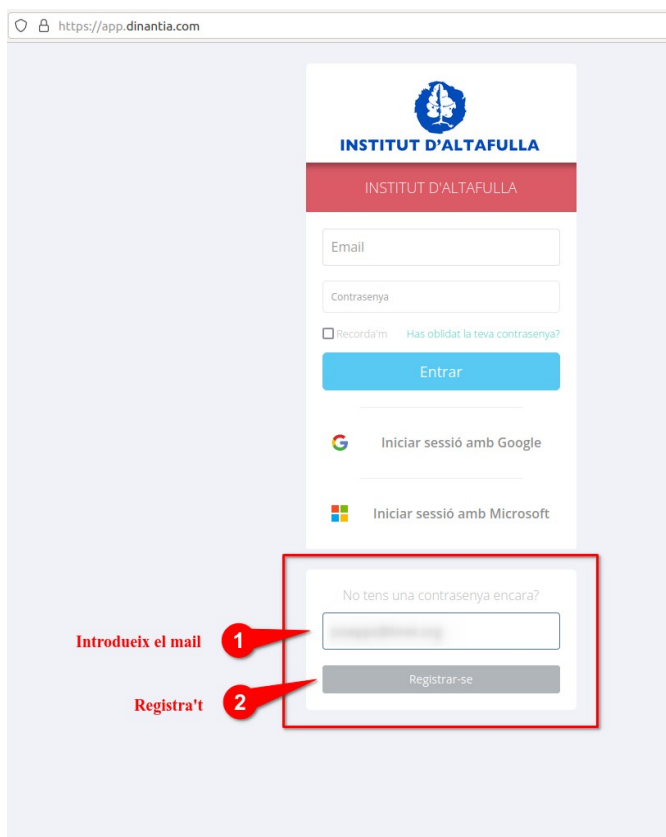 https://app.dinantia.com
INSTITUT D'ALTAFULLA
INSTITUT D'ALTAFULLA
Email
Contrasenya
Recorda'm Has oblidat la teva contrasenya?
Entrar
Iniciar sessió amb Google
Iniciar sessió amb Microsoft
No tens una contrasenya encara?
Introdueix el mail 1
Registrar-se
Registra't 2